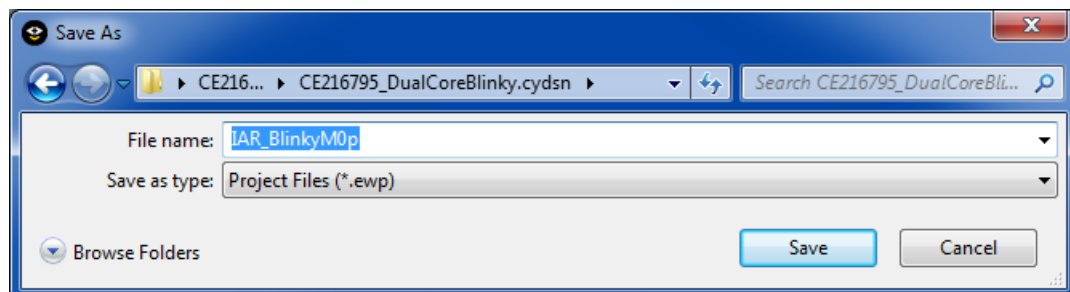 Save As
CE216... CE216795_DualCoreBlinky.cydsn Search CE216795_DualCoreBli...
File name: IAR_BlinkyM0p
Save as type: Project Files (*.ewp)
Browse Folders Save Cancel